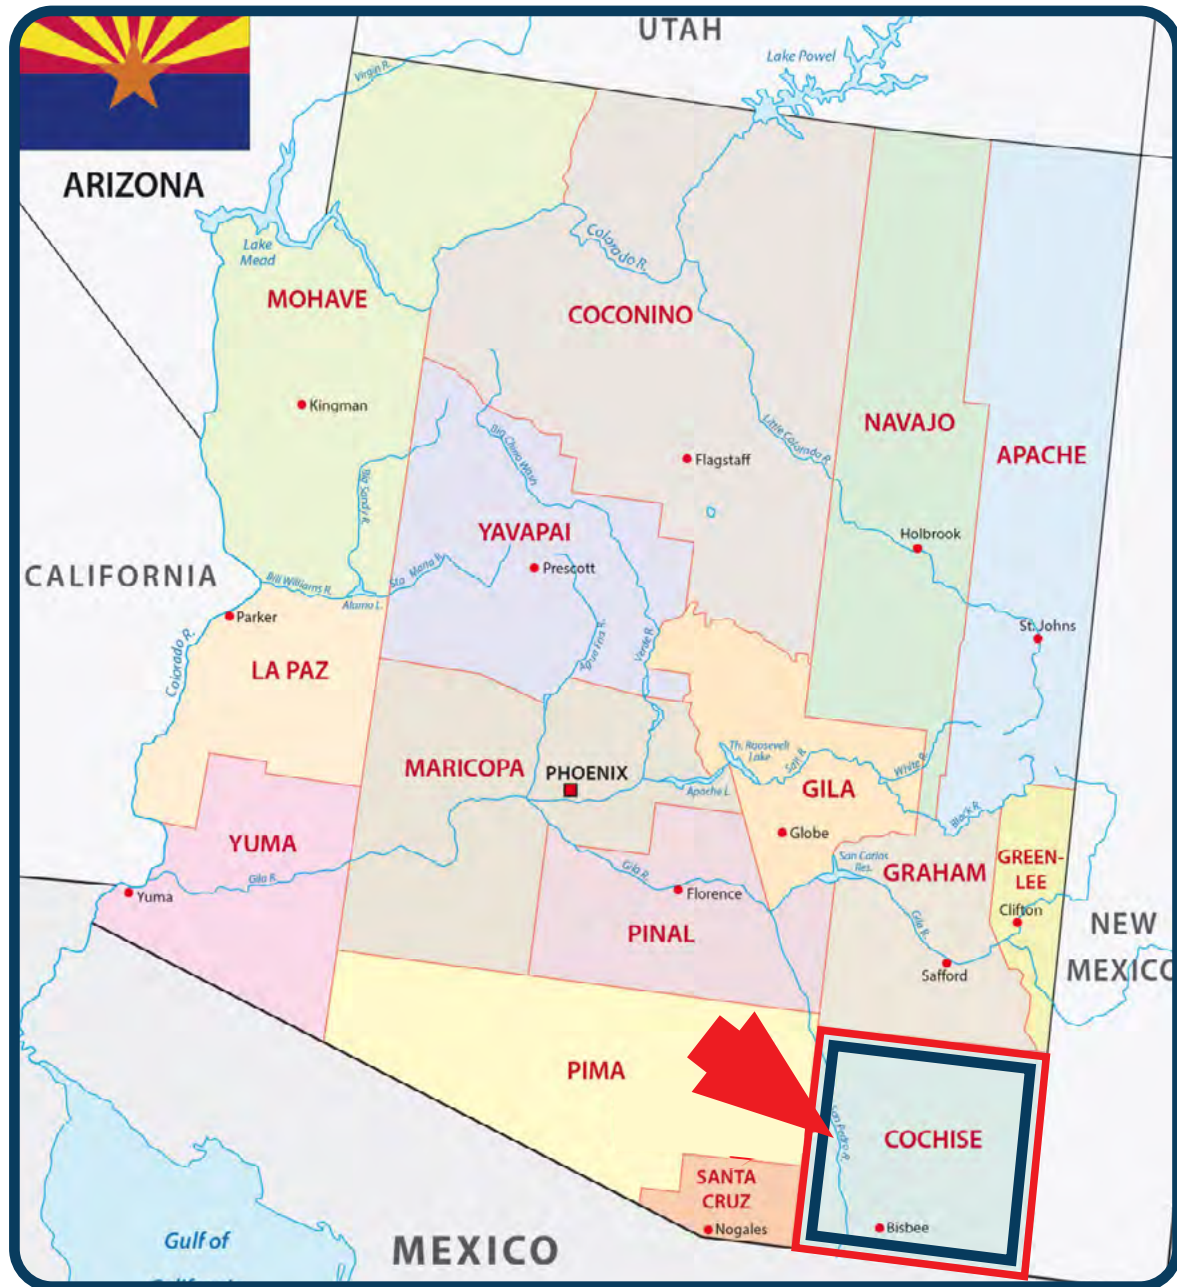 UTAH
Lake Powel
Virgin R.
ARIZONA
Lake
Mead
Colorado R.
MOHAVE
COCONINO
Kingman
NAVAJO
Little Colorado R.
APACHE
Big Chino Wash
Flagstaff
Big Sandy R.
YAVAPAI
Holbrook
CALIFORNIA
Prescott
Bill Williams R.
Sta. Maria R.
Alamo L.
Parker
St. Johns
Colorado R.
Agua Fria R.
Verde R.
LA PAZ
Th. Roosevelt
Lake
Salt R.
White R.
MARICOPA
PHOENIX
Apache L.
GILA
Black R.
Globe
YUMA
San Carlos
Res.
GRAHAM
GREEN-
LEE
Gila R.
Gila R.
Yuma
Florence
Clifton
Gila R.
NEW
MEXICO
PINAL
Safford
PIMA
San Pedro R.
COCHISE
SANTA
CRUZ
Nogales
Bisbee
Gulf of
MEXICO